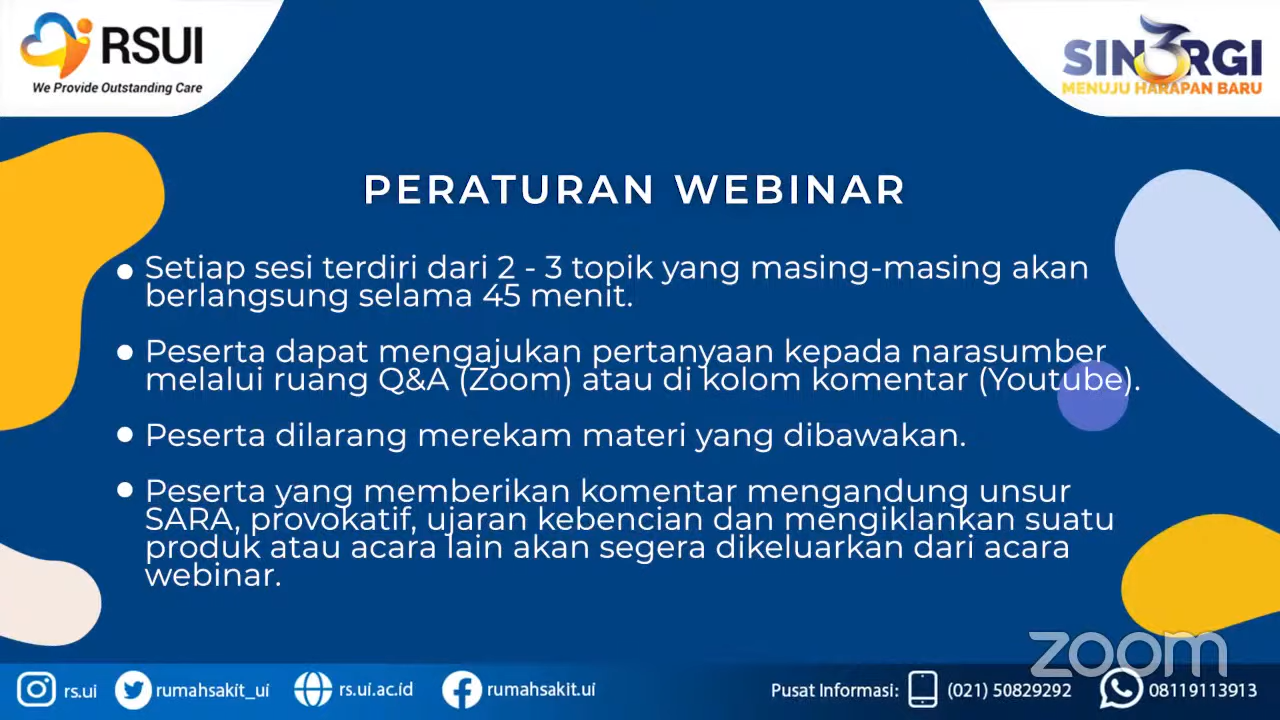 RSUI
We Provide Outstanding Care
SIN3RGI
MENUJU HARAPAN BARU
PERATURAN WEBINAR
Setiap sesi terdiri dari 2 - 3 topik yang masing-masing akan
berlangsung selama 45 menit.
Peserta dapat mengajukan pertanyaan kepada narasumber
melalui ruang Q&A (Zoom) atau di kolom komentar (Youtube).
Peserta dilarang merekam materi yang dibawakan.
Peserta yang memberikan komentar mengandung unsur
SARA, provokatif, ujaran kebencian dan mengiklankan suatu
produk atau acara lain akan segera dikeluarkan dari acara
webinar.
zoom
rs.ui rumahsakit_ui rs.ui.ac.id rumahsakit.ui Pusat Informasi: (021) 50829292 08119113913